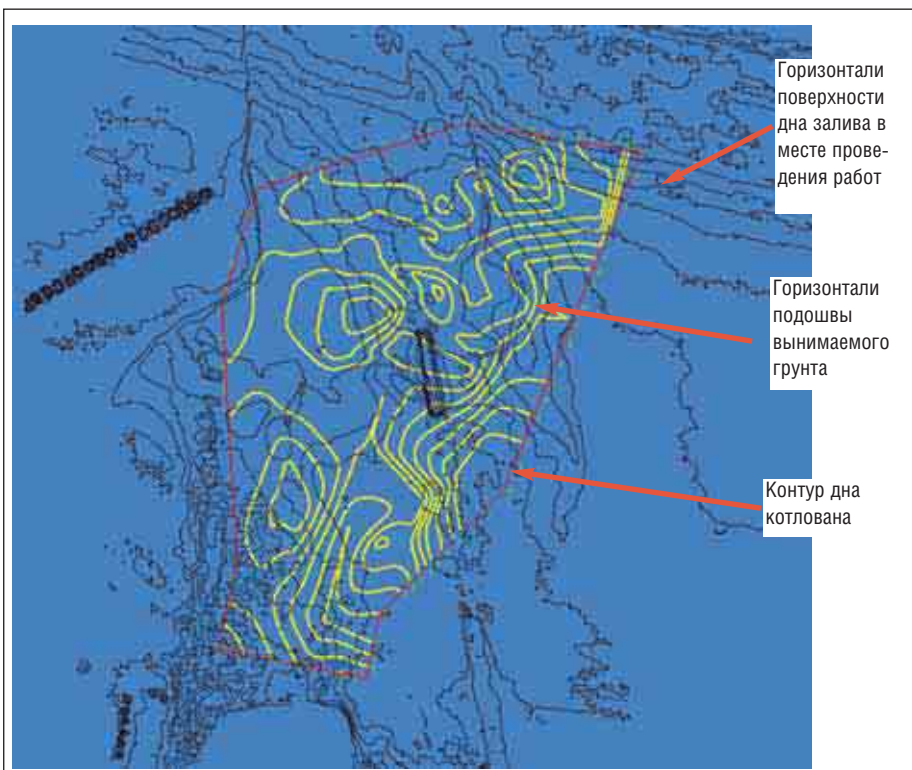 Горизонтали
поверхности
дна залива в
месте прове-
дения работ
Горизонтали
подошвы
вынимаемого
грунта
Контур дна
котлована